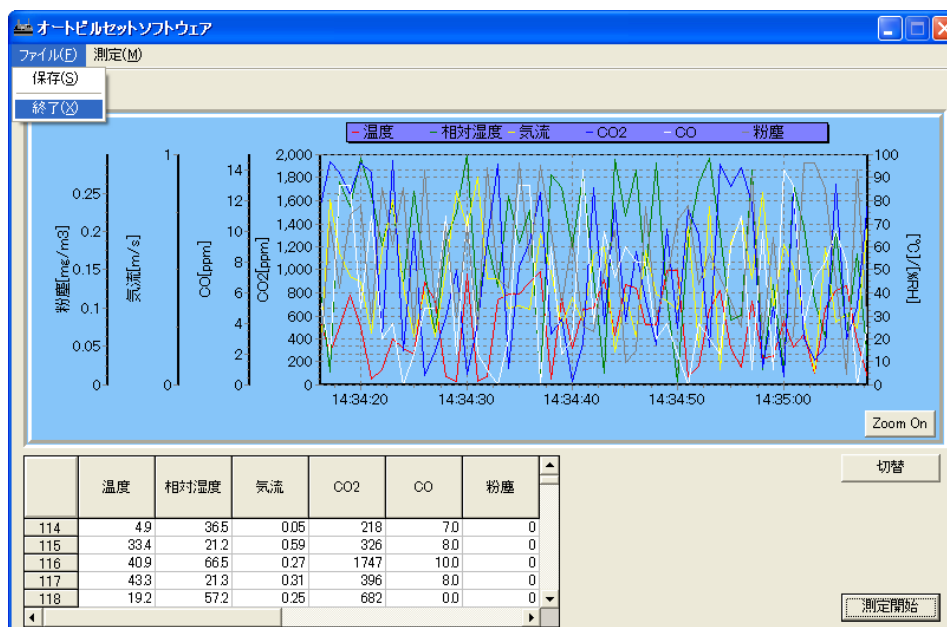 オートビルセットソフトウェア
ファイル(F) 測定(M)
保存(S)
終了(X)
温度 相対湿度 気流 CO2 CO 粉塵
粉塵[mg/m3]
0.25
0.2
0.15
0.1
0.05
0
気流[m/s]
1
0
CO[ppm]
14
12
10
8
6
4
2
0
CO2[ppm]
2,000
1,800
1,600
1,400
1,200
1,000
800
600
400
200
0
100
90
80
70
60
50
40
30
20
10
0
[℃]/[%RH]
14:34:20 14:34:30 14:34:40 14:34:50 14:35:00
Zoom On
切替
温度 相対湿度 気流 CO2 CO 粉塵
114 4.9 36.5 0.05 218 7.0 0
115 33.4 21.2 0.59 326 8.0 0
116 40.9 66.5 0.27 1747 10.0 0
117 43.3 21.3 0.31 396 8.0 0
118 19.2 57.2 0.25 682 0.0 0
測定開始